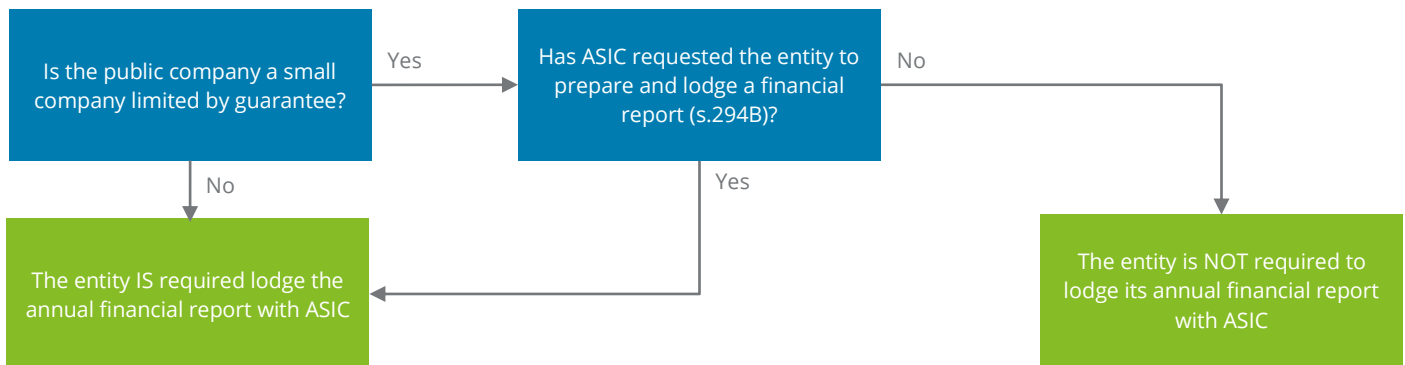 Is the public company a small
company limited by guarantee?
Yes
Has ASIC requested the entity to
prepare and lodge a financial
report (s.294B)?
No
No
Yes
The entity IS required lodge the
annual financial report with ASIC
The entity is NOT required to
lodge its annual financial report
with ASIC